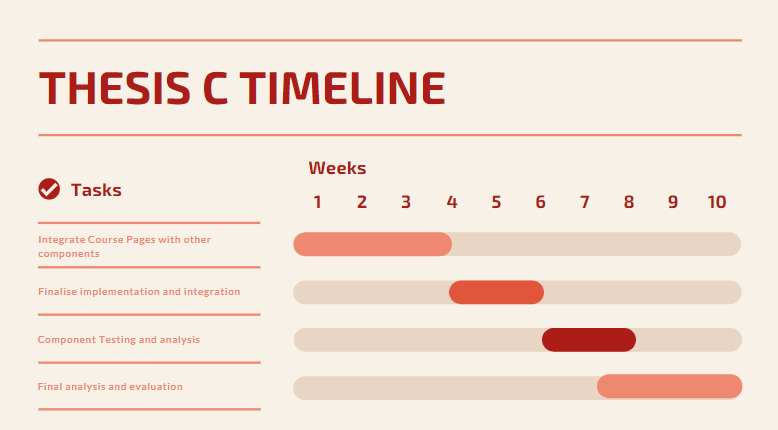 THESIS C TIMELINE
Weeks
Tasks
1 2 3 4 5 6 7 8 9 10
Integrate Course Pages with other
components
Finalise implementation and integration
Component Testing and analysis
Final analysis and evaluation